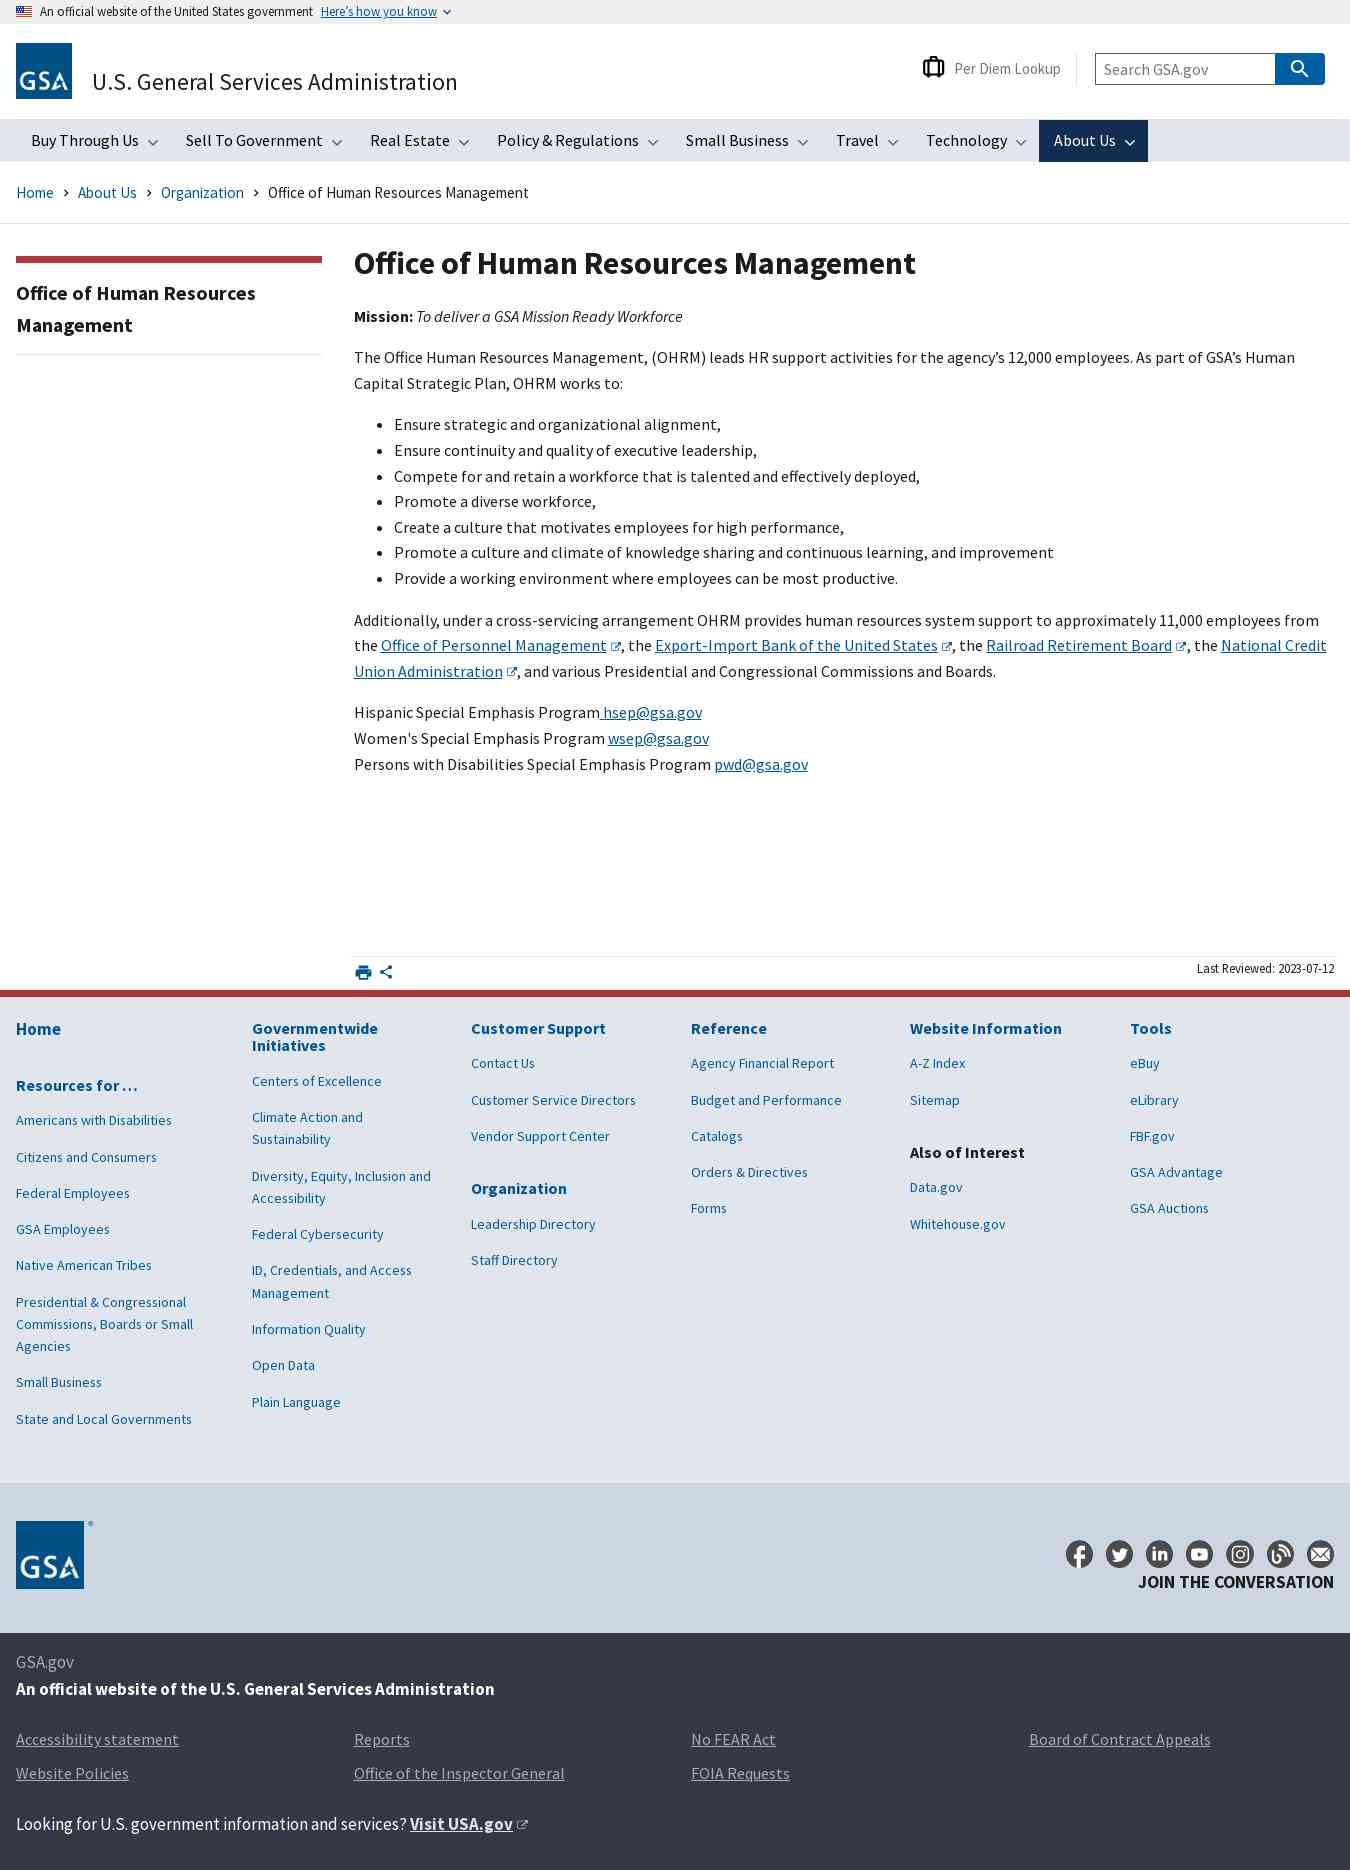 An official website of the United States government Here's how you know
GSA
U.S. General Services Administration
Per Diem Lookup
Search GSA.gov
Buy Through Us Sell To Government Real Estate Policy & Regulations Small Business Travel Technology About Us
Home > About Us > Organization > Office of Human Resources Management
Office of Human Resources
Management
Office of Human Resources Management
Mission: To deliver a GSA Mission Ready Workforce
The Office Human Resources Management, (OHRM) leads HR support activities for the agency’s 12,000 employees. As part of GSA’s Human
Capital Strategic Plan, OHRM works to:
• Ensure strategic and organizational alignment,
• Ensure continuity and quality of executive leadership,
• Compete for and retain a workforce that is talented and effectively deployed,
• Promote a diverse workforce,
• Create a culture that motivates employees for high performance,
• Promote a culture and climate of knowledge sharing and continuous learning, and improvement
• Provide a working environment where employees can be most productive.
Additionally, under a cross-servicing arrangement OHRM provides human resources system support to approximately 11,000 employees from
the Office of Personnel Management, the Export-Import Bank of the United States, the Railroad Retirement Board, the National Credit
Union Administration, and various Presidential and Congressional Commissions and Boards.
Hispanic Special Emphasis Program hsep@gsa.gov
Women's Special Emphasis Program wsep@gsa.gov
Persons with Disabilities Special Emphasis Program pwd@gsa.gov
Last Reviewed: 2023-07-12
Home
Resources for …
Americans with Disabilities
Citizens and Consumers
Federal Employees
GSA Employees
Native American Tribes
Presidential & Congressional
Commissions, Boards or Small
Agencies
Small Business
State and Local Governments
Governmentwide
Initiatives
Centers of Excellence
Climate Action and
Sustainability
Diversity, Equity, Inclusion and
Accessibility
Federal Cybersecurity
ID, Credentials, and Access
Management
Information Quality
Open Data
Plain Language
Customer Support
Contact Us
Customer Service Directors
Vendor Support Center
Organization
Leadership Directory
Staff Directory
Reference
Agency Financial Report
Budget and Performance
Catalogs
Orders & Directives
Forms
Website Information
A-Z Index
Sitemap
Also of Interest
Data.gov
Whitehouse.gov
Tools
eBuy
eLibrary
FBF.gov
GSA Advantage
GSA Auctions
GSA
JOIN THE CONVERSATION
GSA.gov
An official website of the U.S. General Services Administration
Accessibility statement Reports No FEAR Act Board of Contract Appeals
Website Policies Office of the Inspector General FOIA Requests
Looking for U.S. government information and services? Visit USA.gov